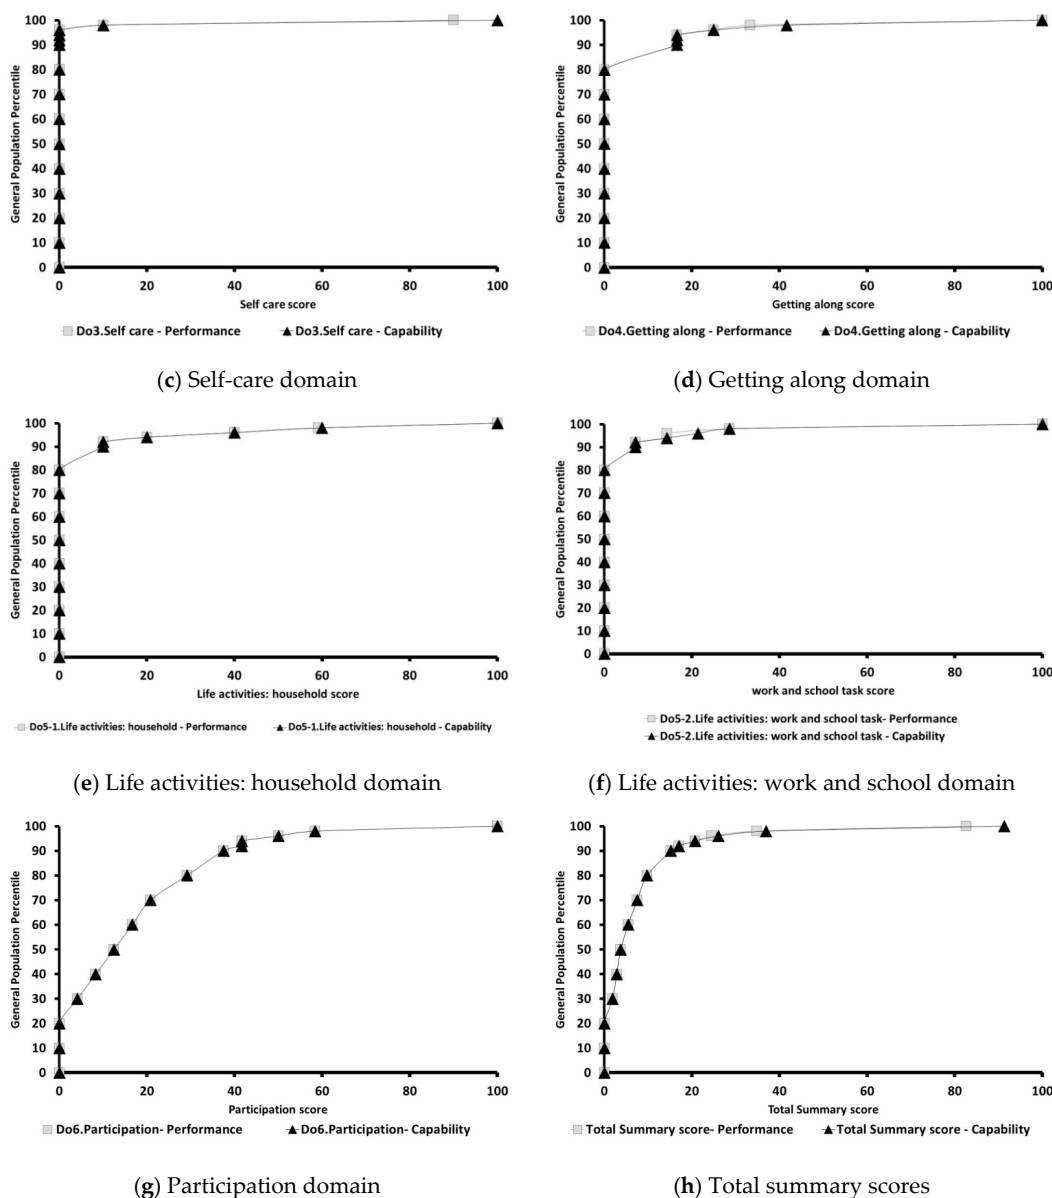 100
90
80
70
60
50
40
30
20
10
0
General Population Percentile
0 20 40 60 80 100
Self care score
Do3.Self care - Performance Do3.Self care - Capability
(c) Self-care domain
100
90
80
70
60
50
40
30
20
10
0
General Population Percentile
0 20 40 60 80 100
Getting along score
Do4.Getting along - Performance Do4.Getting along - Capability
(d) Getting along domain
100
90
80
70
60
50
40
30
20
10
0
General Population Percentile
0 20 40 60 80 100
Life activities: household score
Do5-1.Life activities: household - Performance Do5-1.Life activities: household - Capability
(e) Life activities: household domain
100
90
80
70
60
50
40
30
20
10
0
General Population Percentile
0 20 40 60 80 100
work and school task score
Do5-2.Life activities: work and school task- Performance
Do5-2.Life activities: work and school task - Capability
(f) Life activities: work and school domain
100
90
80
70
60
50
40
30
20
10
0
General Population Percentile
0 20 40 60 80 100
Participation score
Do6.Participation- Performance Do6.Participation- Capability
(g) Participation domain
100
90
80
70
60
50
40
30
20
10
0
General Population Percentile
0 20 40 60 80 100
Total Summary score
Total Summary score- Performance Total Summary score - Capability
(h) Total summary scores